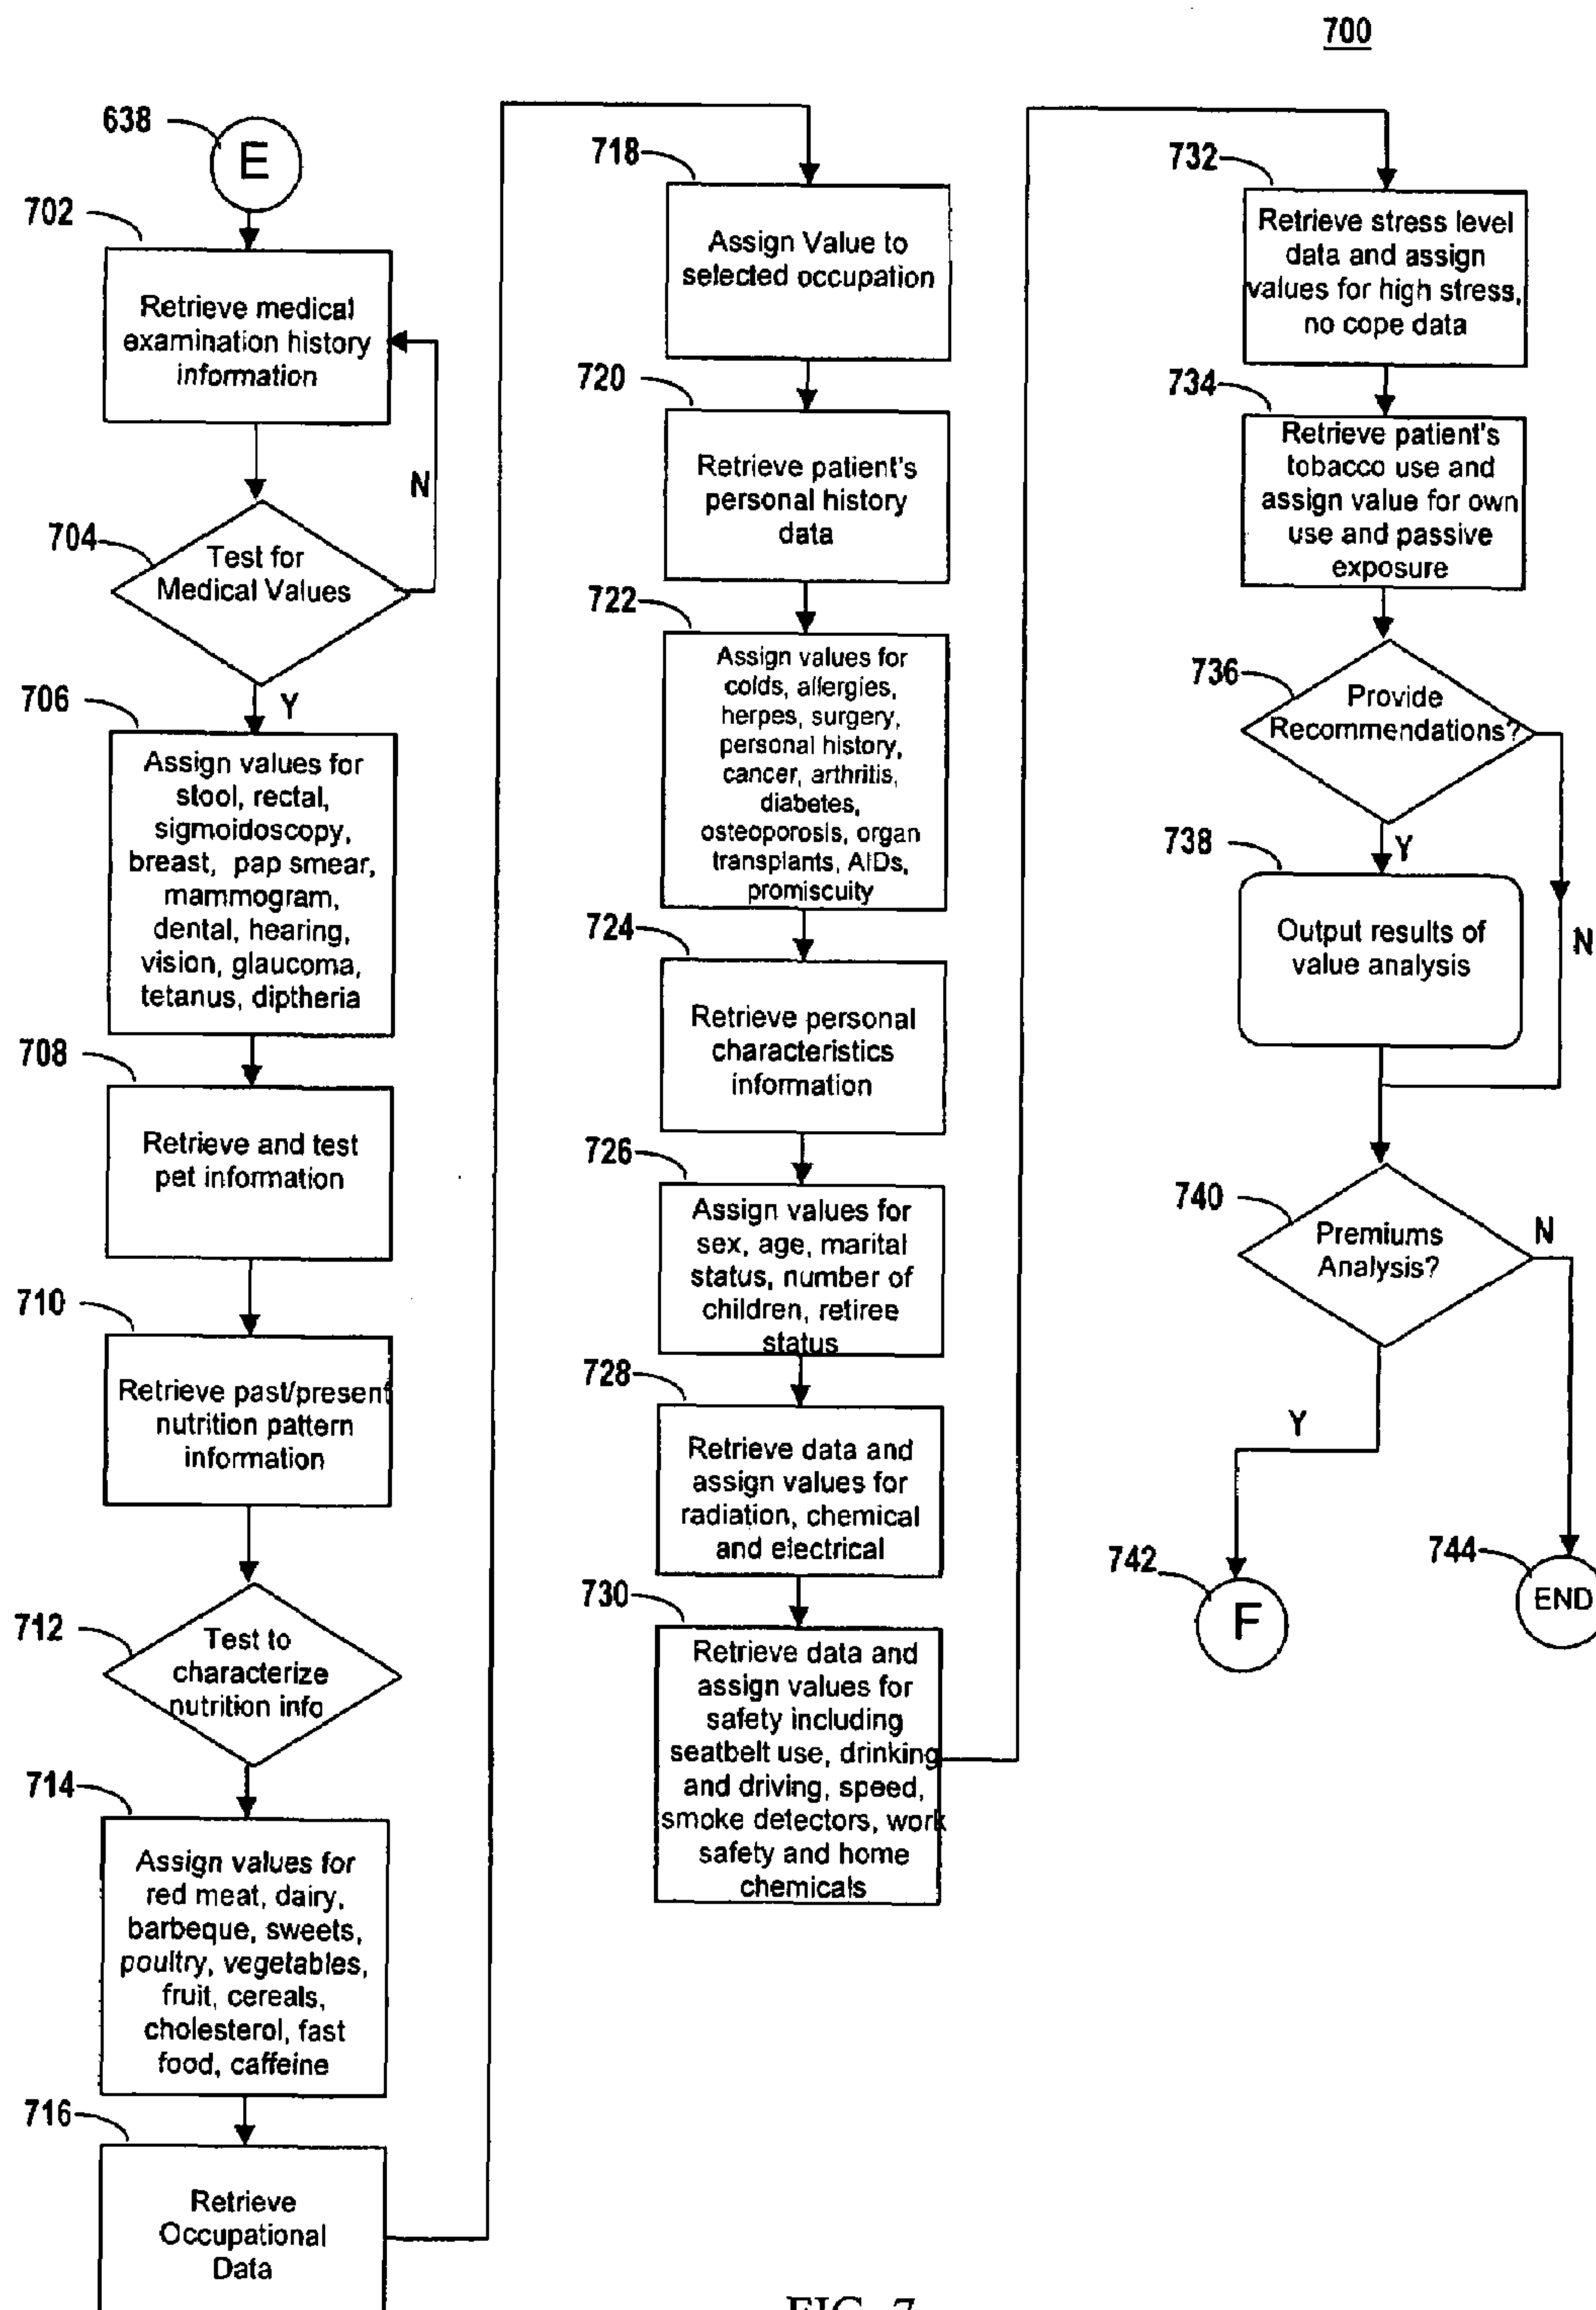 700
638
E
702
Retrieve medical
examination history
information
N
704
Test for
Medical Values
Y
706
Assign values for
stool, rectal,
sigmoidoscopy,
breast, pap smear,
mammogram,
dental, hearing,
vision, glaucoma,
tetanus, diptheria
708
Retrieve and test
pet information
710
Retrieve past/present
nutrition pattern
information
712
Test to
characterize
nutrition info
714
Assign values for
red meat, dairy,
barbeque, sweets,
poultry, vegetables,
fruit, cereals,
cholesterol, fast
food, caffeine
716
Retrieve
Occupational
Data
718
Assign Value to
selected occupation
720
Retrieve patient's
personal history
data
722
Assign values for
colds, allergies,
herpes, surgery,
personal history,
cancer, arthritis,
diabetes,
osteoporosis, organ
transplants, AIDs,
promiscuity
724
Retrieve personal
characteristics
information
726
Assign values for
sex, age, marital
status, number of
children, retiree
status
728
Retrieve data and
assign values for
radiation, chemical
and electrical
730
Retrieve data and
assign values for
safety including
seatbelt use, drinking
and driving, speed,
smoke detectors, work
safety and home
chemicals
732
Retrieve stress level
data and assign
values for high stress,
no cope data
734
Retrieve patient's
tobacco use and
assign value for own
use and passive
exposure
736
Provide
Recommendations?
Y
N
738
Output results of
value analysis
740
Premiums
Analysis?
N
Y
742
F
744
END
FIG. 7